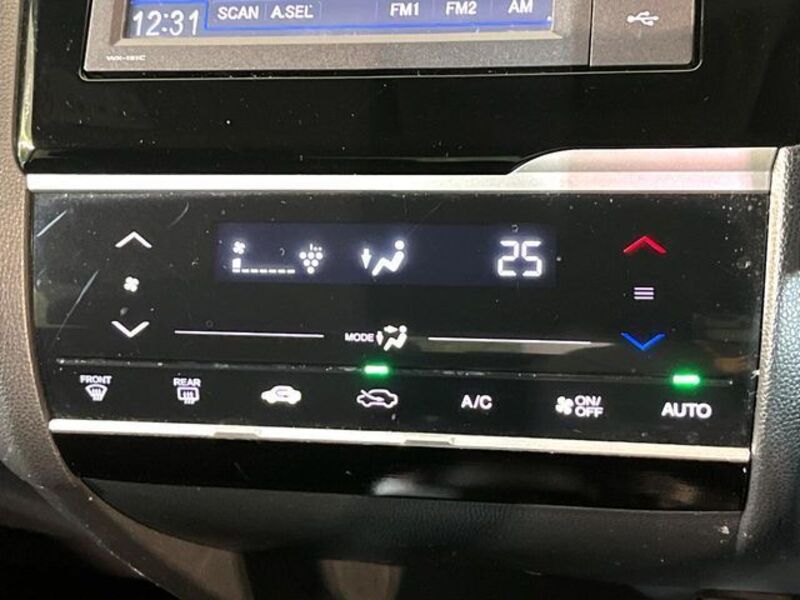 12:31 SCAN A.SEL FM1 FM2 AM
25
MODE
FRONT REAR A/C ON/OFF AUTO